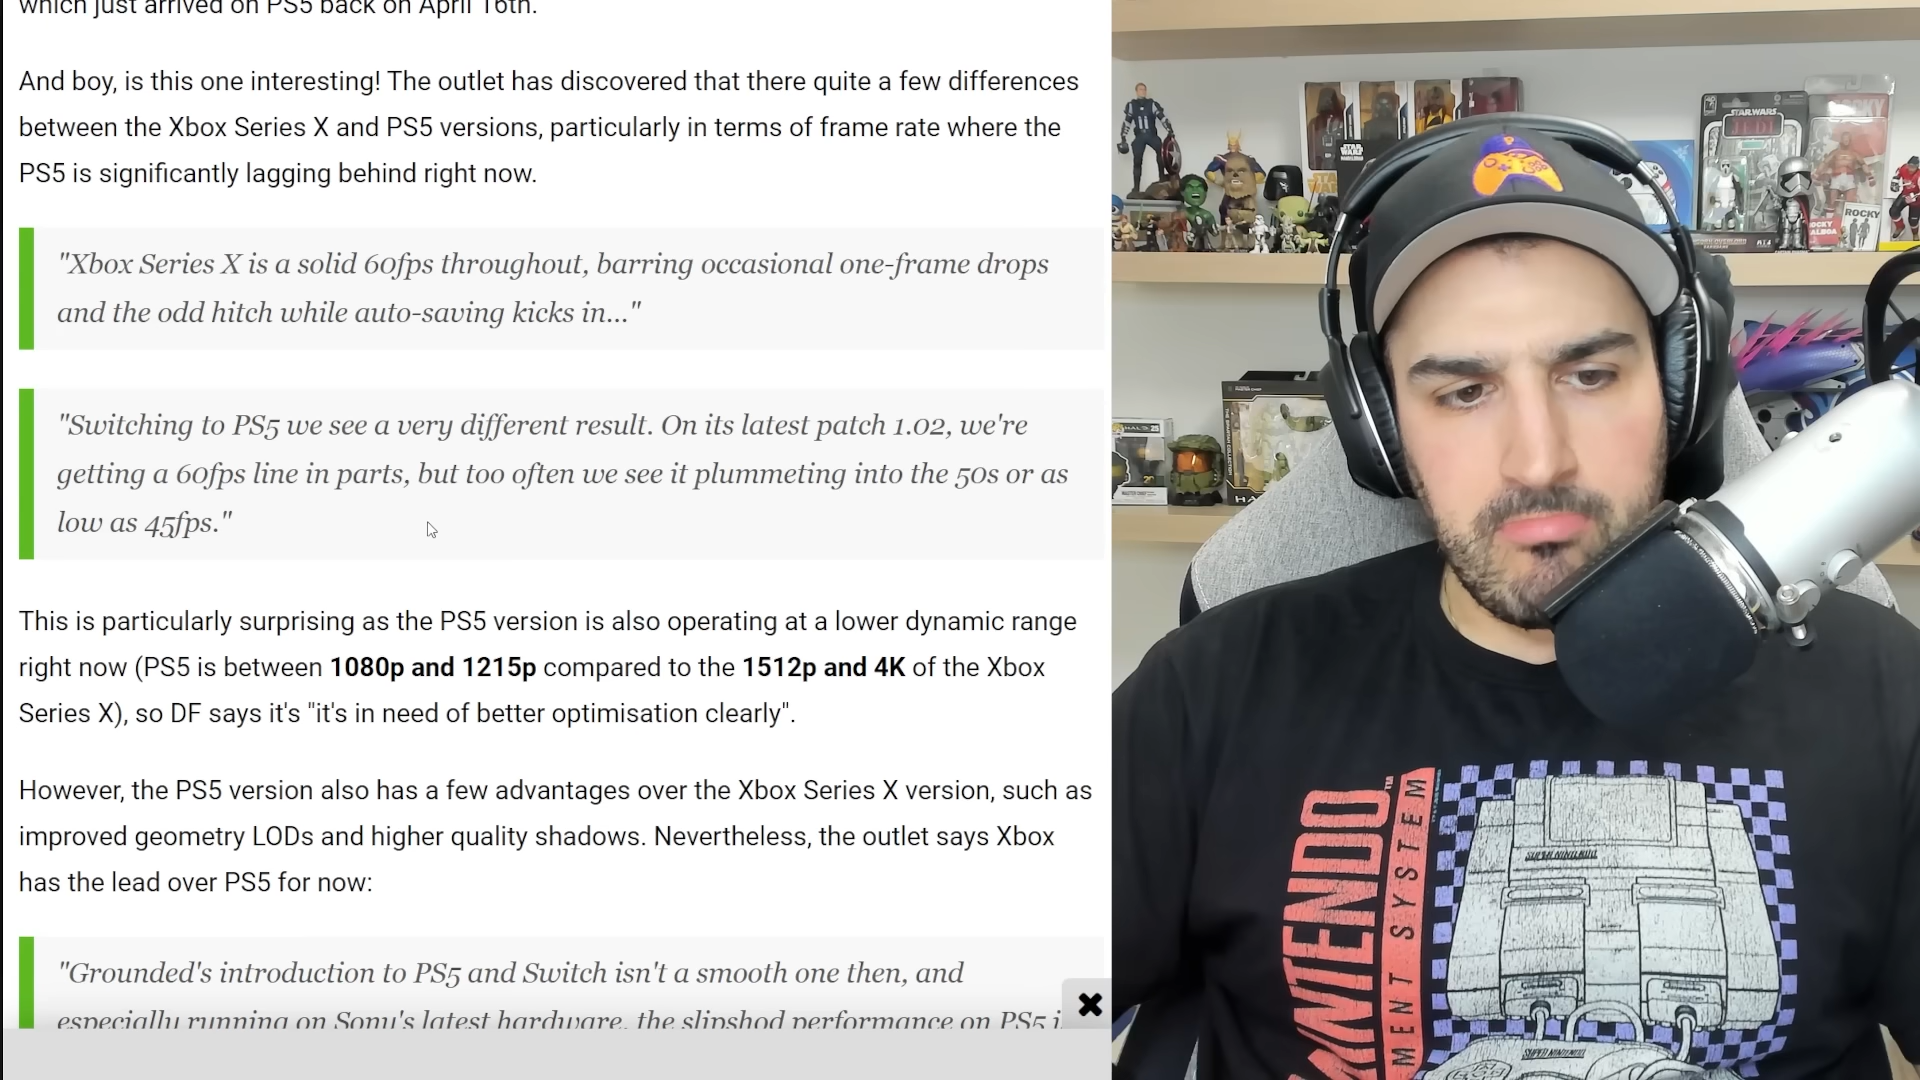 which just arrived on PS5 back on April 16th.
And boy, is this one interesting! The outlet has discovered that there quite a few differences
between the Xbox Series X and PS5 versions, particularly in terms of frame rate where the
PS5 is significantly lagging behind right now.
"Xbox Series X is a solid 60fps throughout, barring occasional one-frame drops
and the odd hitch while auto-saving kicks in..."
"Switching to PS5 we see a very different result. On its latest patch 1.02, we're
getting a 60fps line in parts, but too often we see it plummeting into the 50s or as
low as 45fps."
This is particularly surprising as the PS5 version is also operating at a lower dynamic range
right now (PS5 is between 1080p and 1215p compared to the 1512p and 4K of the Xbox
Series X), so DF says it's "it's in need of better optimisation clearly".
However, the PS5 version also has a few advantages over the Xbox Series X version, such as
improved geometry LODs and higher quality shadows. Nevertheless, the outlet says Xbox
has the lead over PS5 for now:
"Grounded's introduction to PS5 and Switch isn't a smooth one then, and
especially running on Sony's latest hardware, the slipshod performance on PS5 i
STAR WARS
STAR WARS
JEDI
ROCKY
ROCKY
HALO
NINTENDO
MENT SYSTEM
SUPER NINTENDO
SUPER NINTENDO